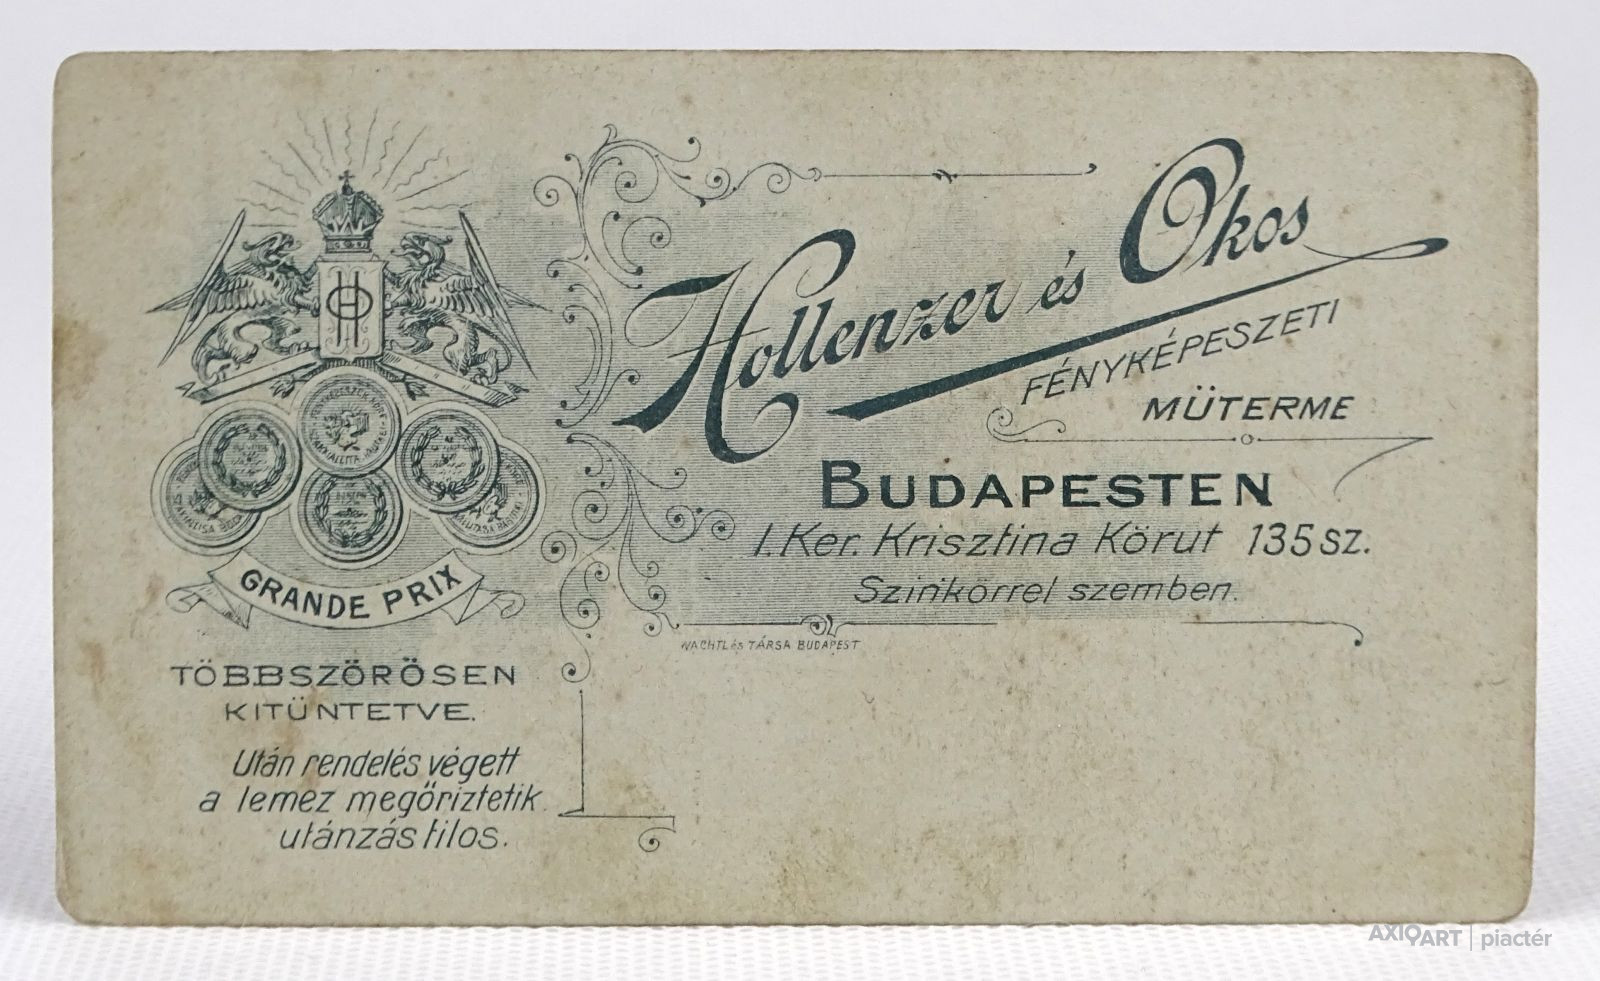 Hollenzer és Okos
FÉNYKÉPESZETI
MŰTERME
BUDAPESTEN
I. Ker. Krisztina Körut 135 sz.
Szinkörrel szemben.
WACHTL és TÁRSA BUDAPEST
GRANDE PRIX
TÖBBSZÖRÖSEN
KITÜNTETVE.
Után rendelés végett
a lemez megőriztetik
utánzás tilos.
AXIOART | piactér